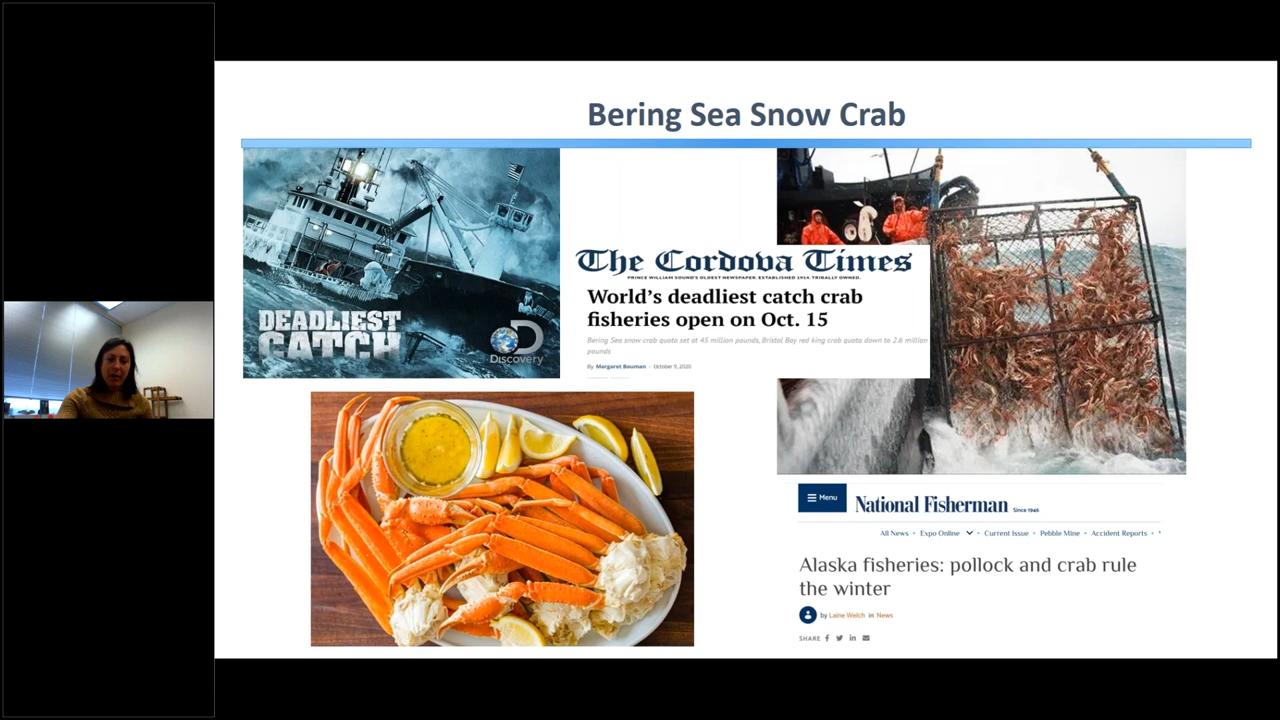 Bering Sea Snow Crab
DEADLIEST
CATCH
Discovery
The Cordova Times
PRINCE WILLIAM SOUND'S OLDEST NEWSPAPER. ESTABLISHED 1914. TRIBALLY OWNED.
World's deadliest catch crab
fisheries open on Oct. 15
Bering Sea snow crab quota set at 45 million pounds, Bristol Bay red king crab quota down to 2.6 million
pounds
By Margaret Bauman - October 9, 2020
Menu
National Fisherman Since 1946
All News • Expo Online • Current Issue • Pebble Mine • Accident Reports •
Alaska fisheries: pollock and crab rule
the winter
by Laine Welch in News
SHARE